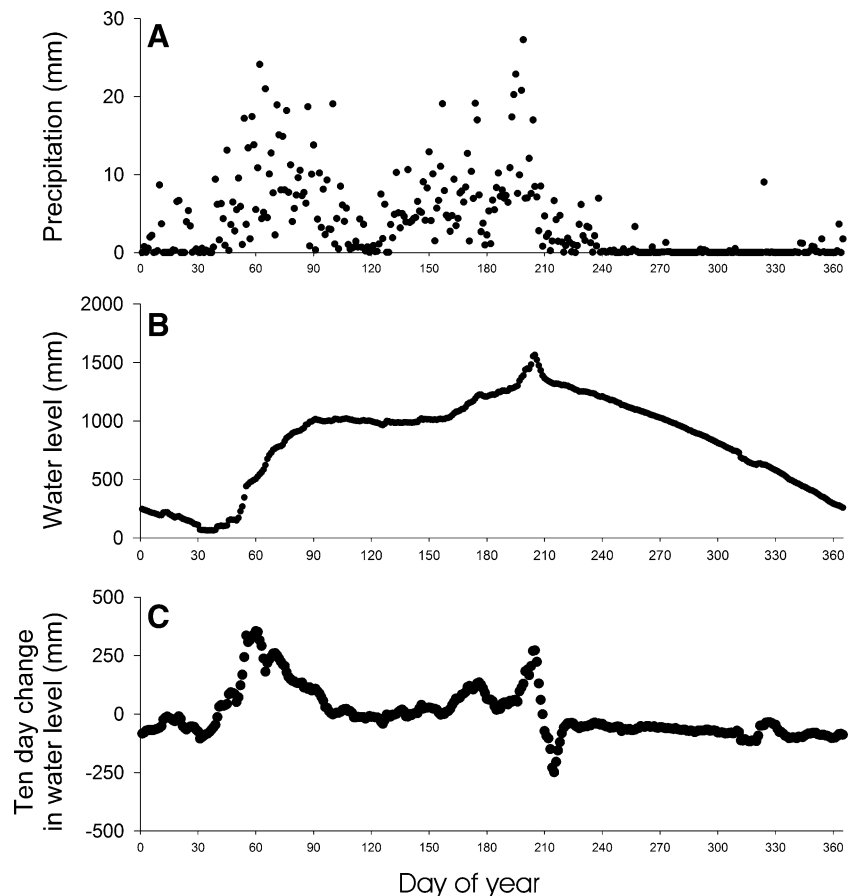 A
Precipitation (mm)
30
20
10
0
0 30 60 90 120 150 180 210 240 270 300 330 360
B
Water level (mm)
2000
1500
1000
500
0
0 30 60 90 120 150 180 210 240 270 300 330 360
C
Ten day change
in water level (mm)
500
250
0
-250
-500
0 30 60 90 120 150 180 210 240 270 300 330 360
Day of year